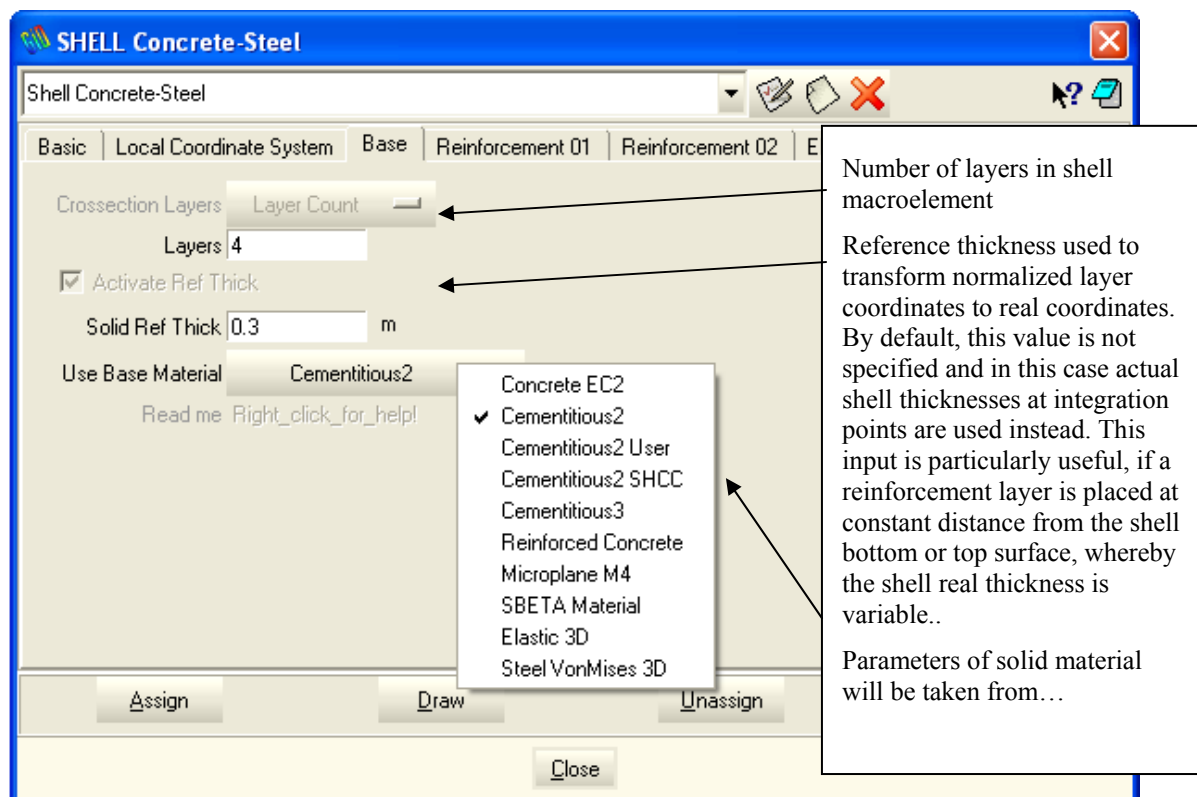 SHELL Concrete-Steel
Shell Concrete-Steel
Basic Local Coordinate System Base Reinforcement 01 Reinforcement 02 E
Crossection Layers Layer Count
Layers 4
Activate Ref Thick
Solid Ref Thick 0.3 m
Use Base Material Cementitious2
Read me Right_click_for_help!
Concrete EC2
Cementitious2
Cementitious2 User
Cementitious2 SHCC
Cementitious3
Reinforced Concrete
Microplane M4
SBETA Material
Elastic 3D
Steel VonMises 3D
Assign Draw Unassign
Close
Number of layers in shell
macroelement
Reference thickness used to
transform normalized layer
coordinates to real coordinates.
By default, this value is not
specified and in this case actual
shell thicknesses at integration
points are used instead. This
input is particularly useful, if a
reinforcement layer is placed at
constant distance from the shell
bottom or top surface, whereby
the shell real thickness is
variable..
Parameters of solid material
will be taken from…